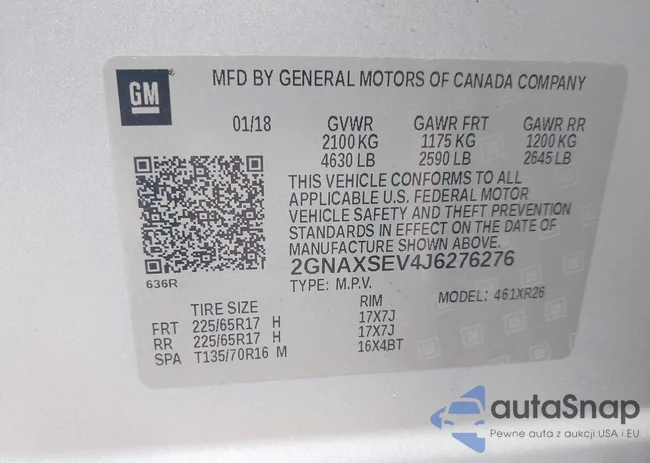 GM
MFD BY GENERAL MOTORS OF CANADA COMPANY
01/18 GVWR GAWR FRT GAWR RR
2100 KG 1175 KG 1200 KG
4630 LB 2590 LB 2645 LB
THIS VEHICLE CONFORMS TO ALL
APPLICABLE U.S. FEDERAL MOTOR
VEHICLE SAFETY AND THEFT PREVENTION
STANDARDS IN EFFECT ON THE DATE OF
MANUFACTURE SHOWN ABOVE.
2GNAXSEV4J6276276
636R
TYPE: M.P.V. MODEL: 461XR26
TIRE SIZE RIM
FRT 225/65R17 H 17X7J
RR 225/65R17 H 17X7J
SPA T135/70R16 M 16X4BT
autaSnap
Pewne auta z aukcji USA i EU